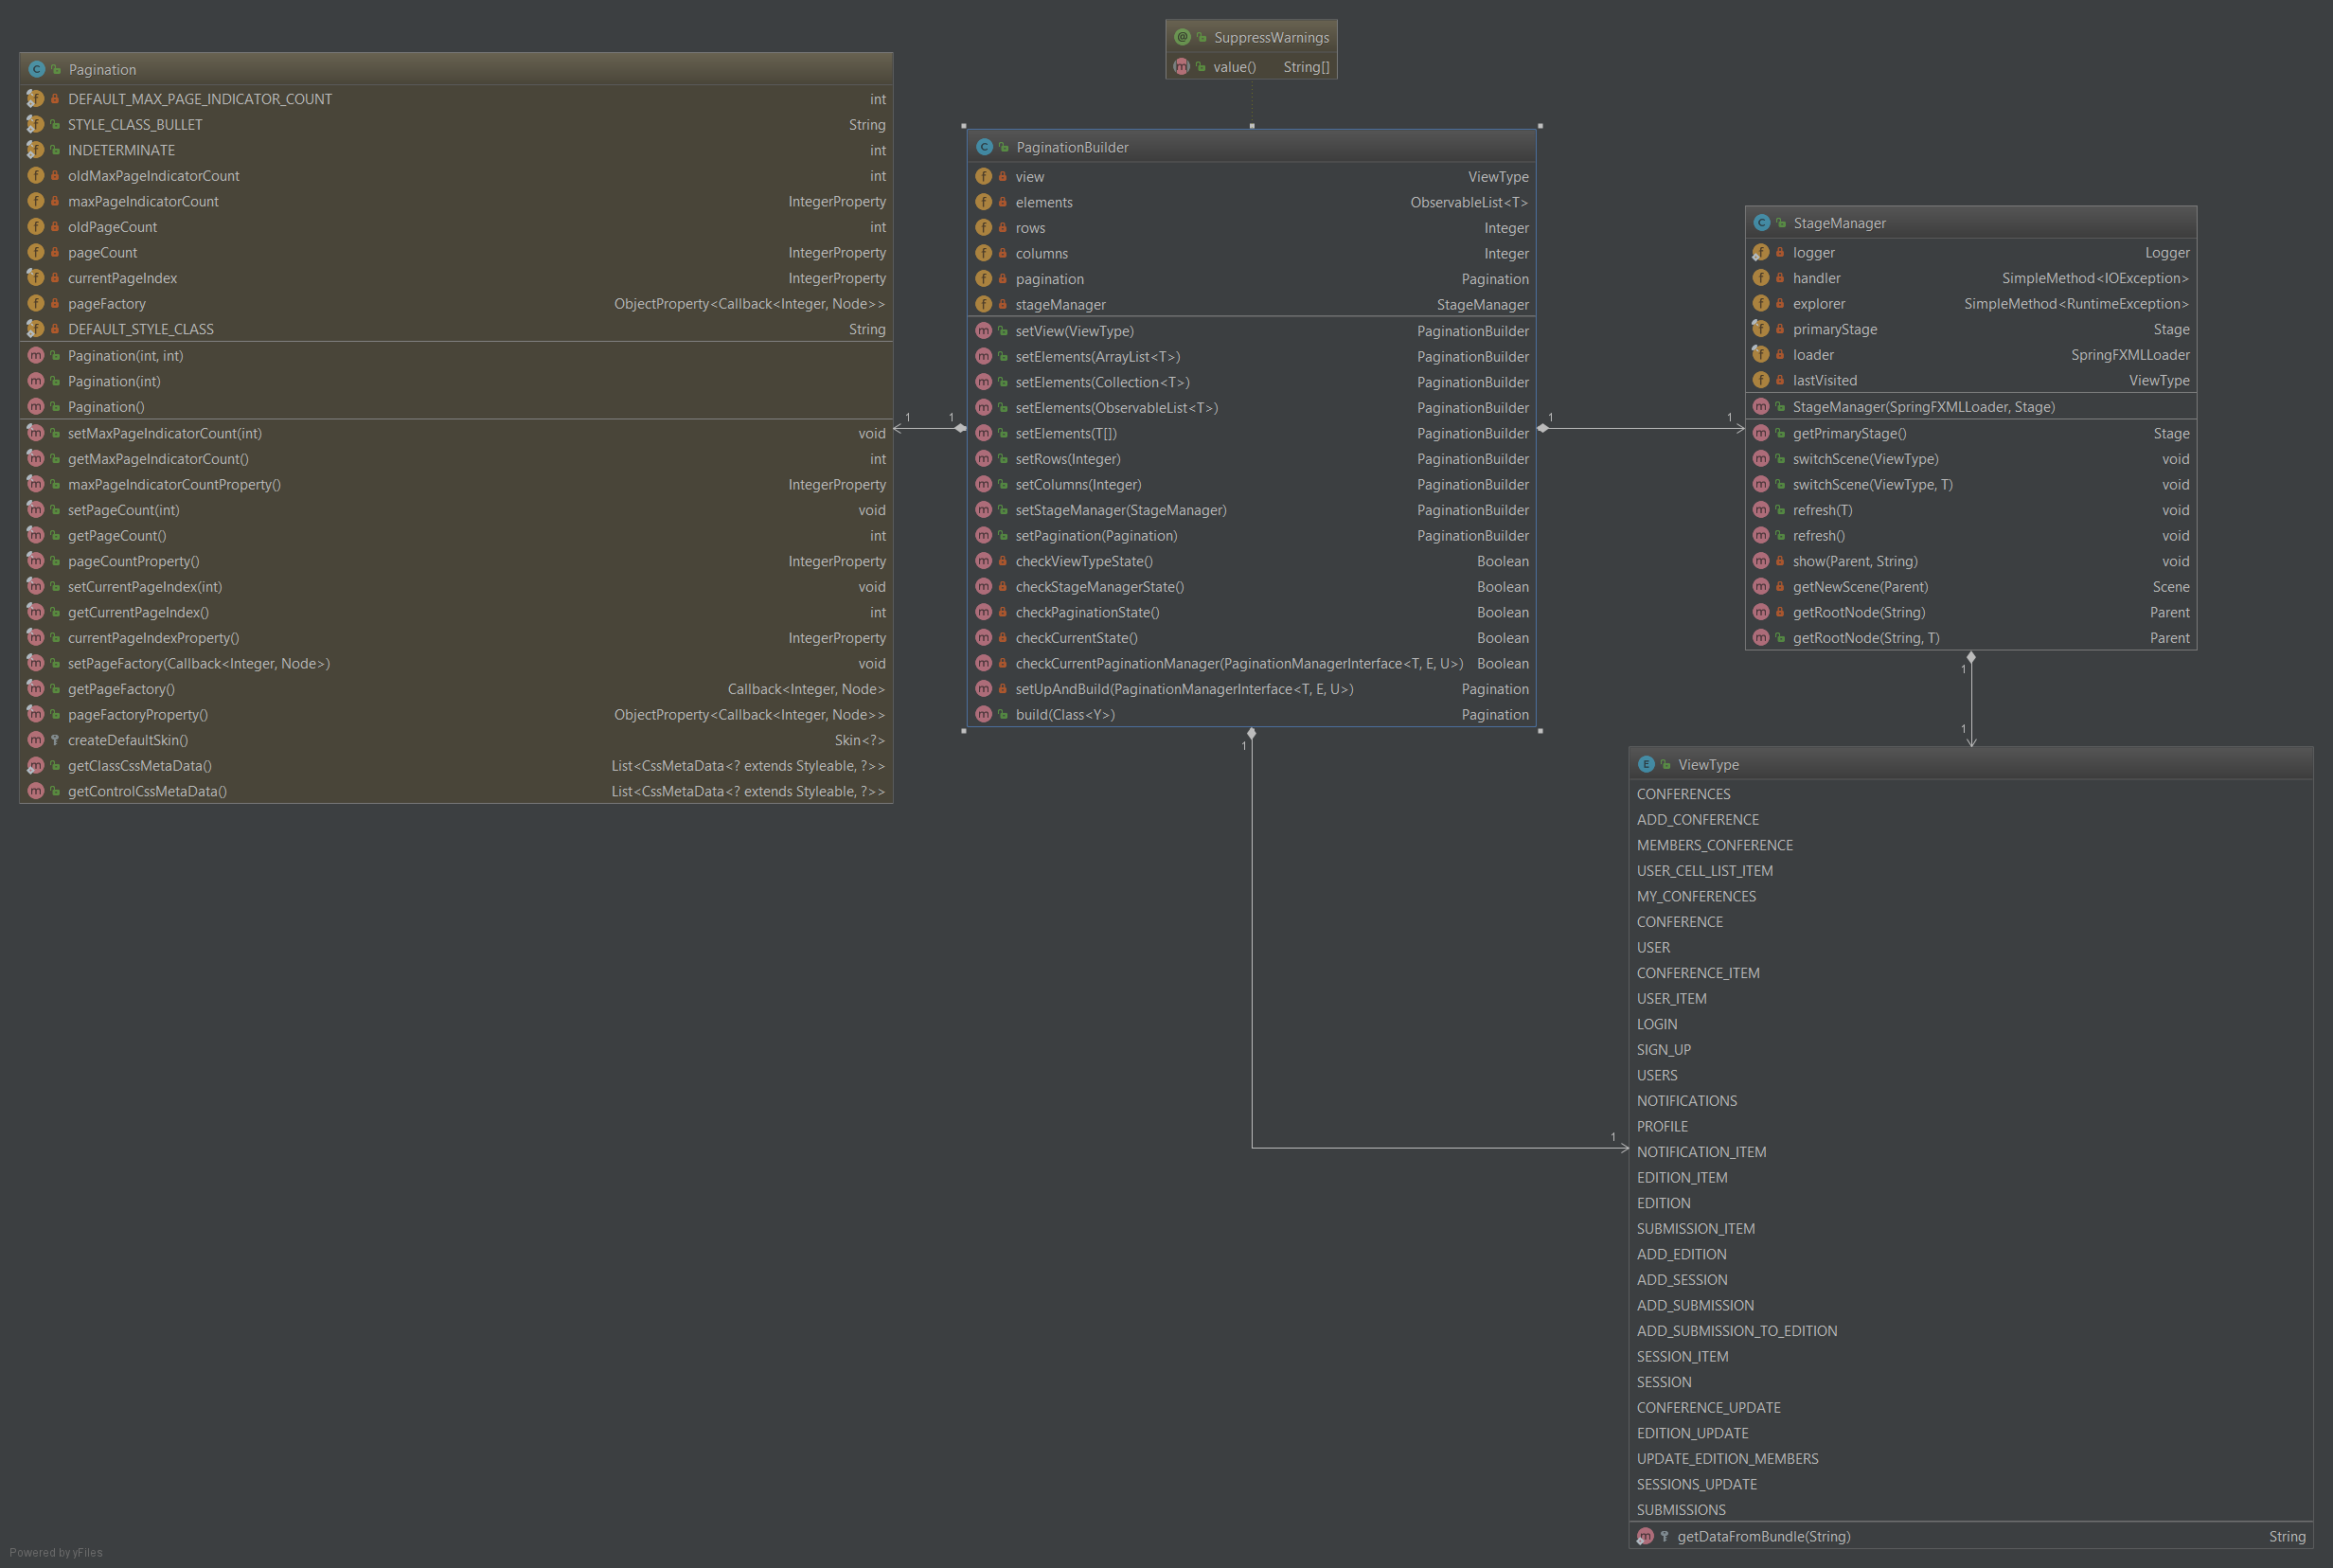 SuppressWarnings
value() String[]
Pagination
DEFAULT_MAX_PAGE_INDICATOR_COUNT int
STYLE_CLASS_BULLET String
INDETERMINATE int
oldMaxPageIndicatorCount int
maxPageIndicatorCount IntegerProperty
oldPageCount int
pageCount IntegerProperty
currentPageIndex IntegerProperty
pageFactory ObjectProperty<Callback<Integer, Node>>
DEFAULT_STYLE_CLASS String
Pagination(int, int)
Pagination(int)
Pagination()
setMaxPageIndicatorCount(int) void
getMaxPageIndicatorCount() int
maxPageIndicatorCountProperty() IntegerProperty
setPageCount(int) void
getPageCount() int
pageCountProperty() IntegerProperty
setCurrentPageIndex(int) void
getCurrentPageIndex() int
currentPageIndexProperty() IntegerProperty
setPageFactory(Callback<Integer, Node>) void
getPageFactory() Callback<Integer, Node>
pageFactoryProperty() ObjectProperty<Callback<Integer, Node>>
createDefaultSkin() Skin<?>
getClassCssMetaData() List<CssMetaData<? extends Styleable, ?>>
getControlCssMetaData() List<CssMetaData<? extends Styleable, ?>>
1 1
PaginationBuilder
view ViewType
elements ObservableList<T>
rows Integer
columns Integer
pagination Pagination
stageManager StageManager
setView(ViewType) PaginationBuilder
setElements(ArrayList<T>) PaginationBuilder
setElements(Collection<T>) PaginationBuilder
setElements(ObservableList<T>) PaginationBuilder
setElements(T[]) PaginationBuilder
setRows(Integer) PaginationBuilder
setColumns(Integer) PaginationBuilder
setStageManager(StageManager) PaginationBuilder
setPagination(Pagination) PaginationBuilder
checkViewTypeState() Boolean
checkStageManagerState() Boolean
checkPaginationState() Boolean
checkCurrentState() Boolean
checkCurrentPaginationManager(PaginationManagerInterface<T, E, U>) Boolean
setUpAndBuild(PaginationManagerInterface<T, E, U>) Pagination
build(Class<Y>) Pagination
1 1
StageManager
logger Logger
handler SimpleMethod<IOException>
explorer SimpleMethod<RuntimeException>
primaryStage Stage
loader SpringFXMLLoader
lastVisited ViewType
StageManager(SpringFXMLLoader, Stage)
getPrimaryStage() Stage
switchScene(ViewType) void
switchScene(ViewType, T) void
refresh(T) void
refresh() void
show(Parent, String) void
getNewScene(Parent) Scene
getRootNode(String) Parent
getRootNode(String, T) Parent
1
1
1
1
ViewType
CONFERENCES
ADD_CONFERENCE
MEMBERS_CONFERENCE
USER_CELL_LIST_ITEM
MY_CONFERENCES
CONFERENCE
USER
CONFERENCE_ITEM
USER_ITEM
LOGIN
SIGN_UP
USERS
NOTIFICATIONS
PROFILE
NOTIFICATION_ITEM
EDITION_ITEM
EDITION
SUBMISSION_ITEM
ADD_EDITION
ADD_SESSION
ADD_SUBMISSION
ADD_SUBMISSION_TO_EDITION
SESSION_ITEM
SESSION
CONFERENCE_UPDATE
EDITION_UPDATE
UPDATE_EDITION_MEMBERS
SESSIONS_UPDATE
SUBMISSIONS
getDataFromBundle(String) String
Powered by yFiles